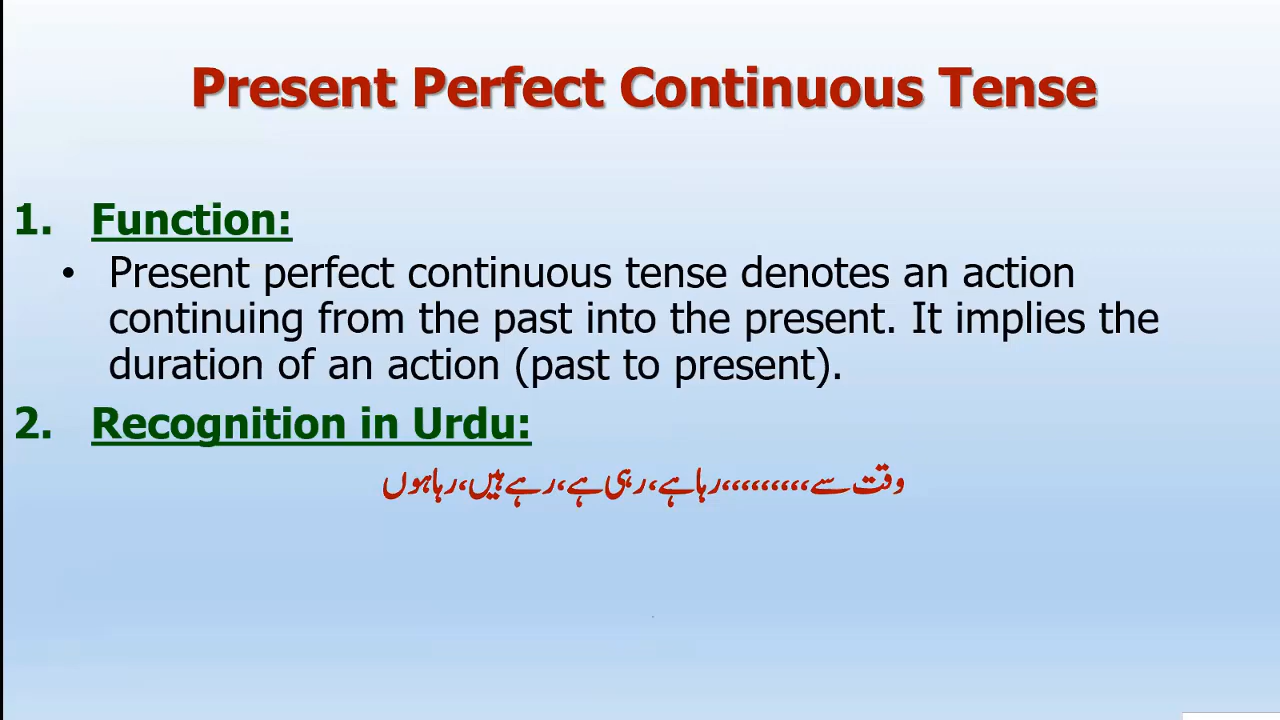 Present Perfect Continuous Tense
1. Function:
• Present perfect continuous tense denotes an action
continuing from the past into the present. It implies the
duration of an action (past to present).
2. Recognition in Urdu:
وقت سے،،،،،،،،،رہا ہے، رہی ہے، رہے ہیں، رہا ہوں